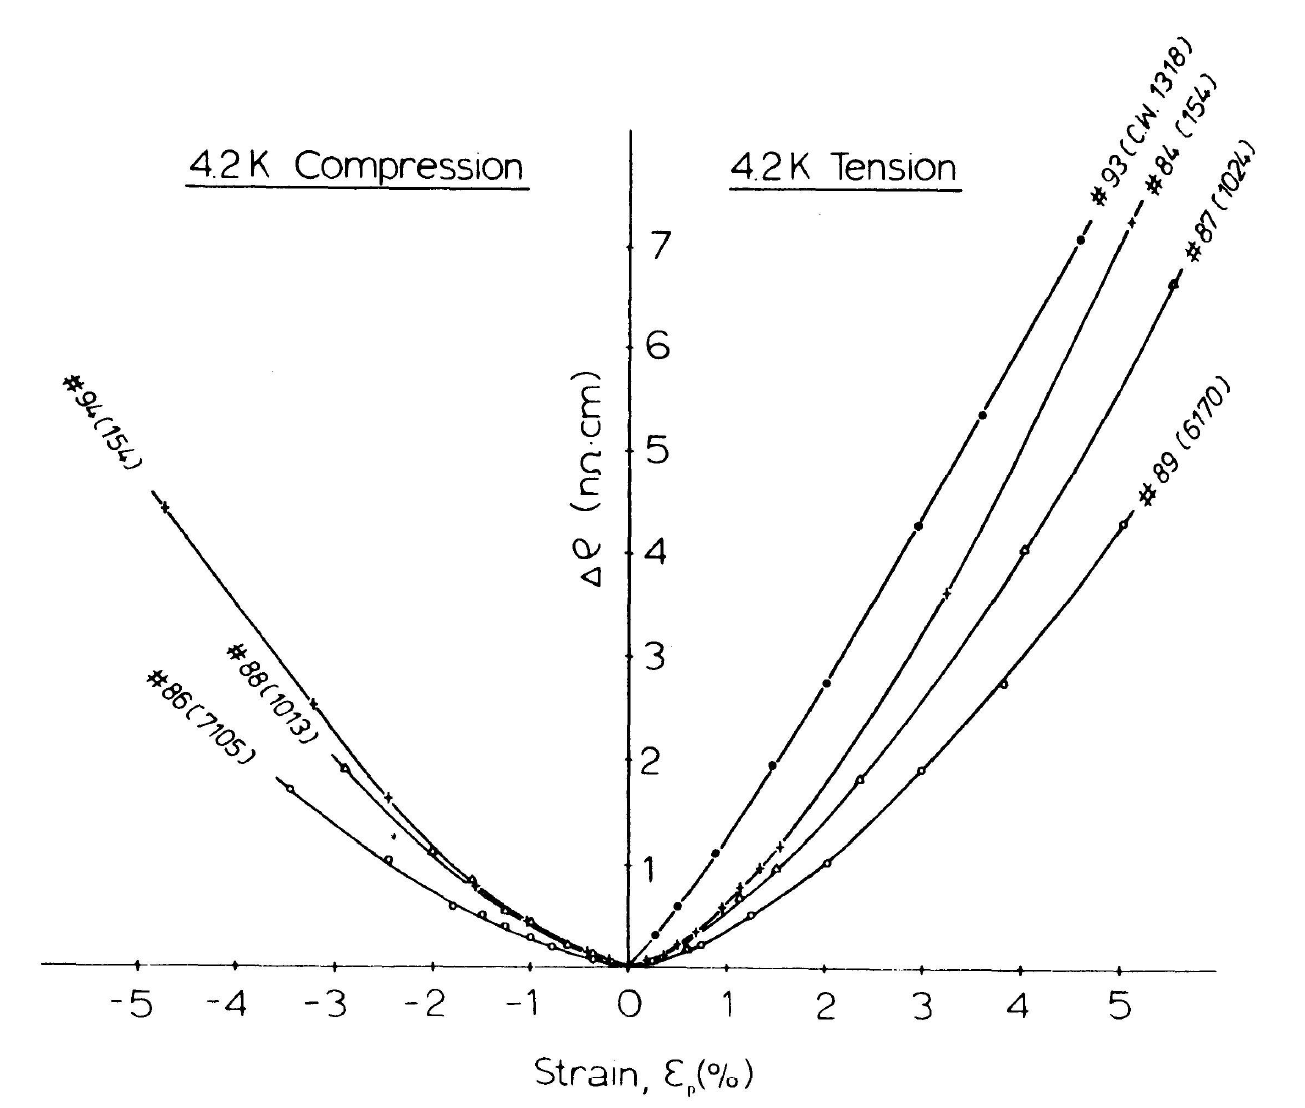 4.2K Compression
4.2K Tension
#93 (C.W. 1318)
#84 (154)
#87 (1024)
#89 (6170)
#94 (154)
#88 (1013)
#86 (7105)
7
6
5
4
3
2
1
Δρ (nΩ·cm)
-5 -4 -3 -2 -1 0 1 2 3 4 5
Strain, Ɛp(%)